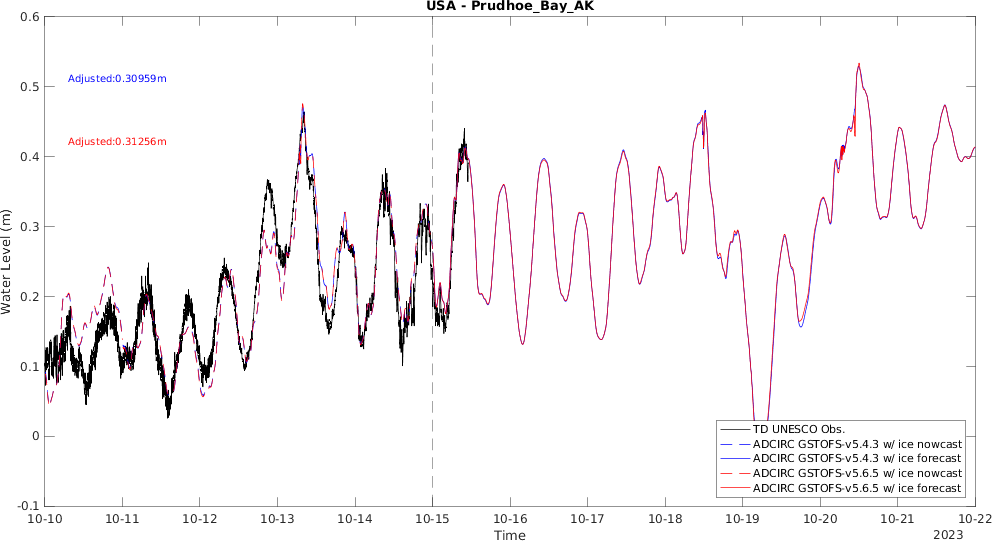 USA - Prudhoe_Bay_AK
Water Level (m)
0.6
0.5
0.4
0.3
0.2
0.1
0
-0.1
Adjusted:0.30959m
Adjusted:0.31256m
TD UNESCO Obs.
ADCIRC GSTOFS-v5.4.3 w/ ice nowcast
ADCIRC GSTOFS-v5.4.3 w/ ice forecast
ADCIRC GSTOFS-v5.6.5 w/ ice nowcast
ADCIRC GSTOFS-v5.6.5 w/ ice forecast
10-10 10-11 10-12 10-13 10-14 10-15 10-16 10-17 10-18 10-19 10-20 10-21 10-22
Time
2023